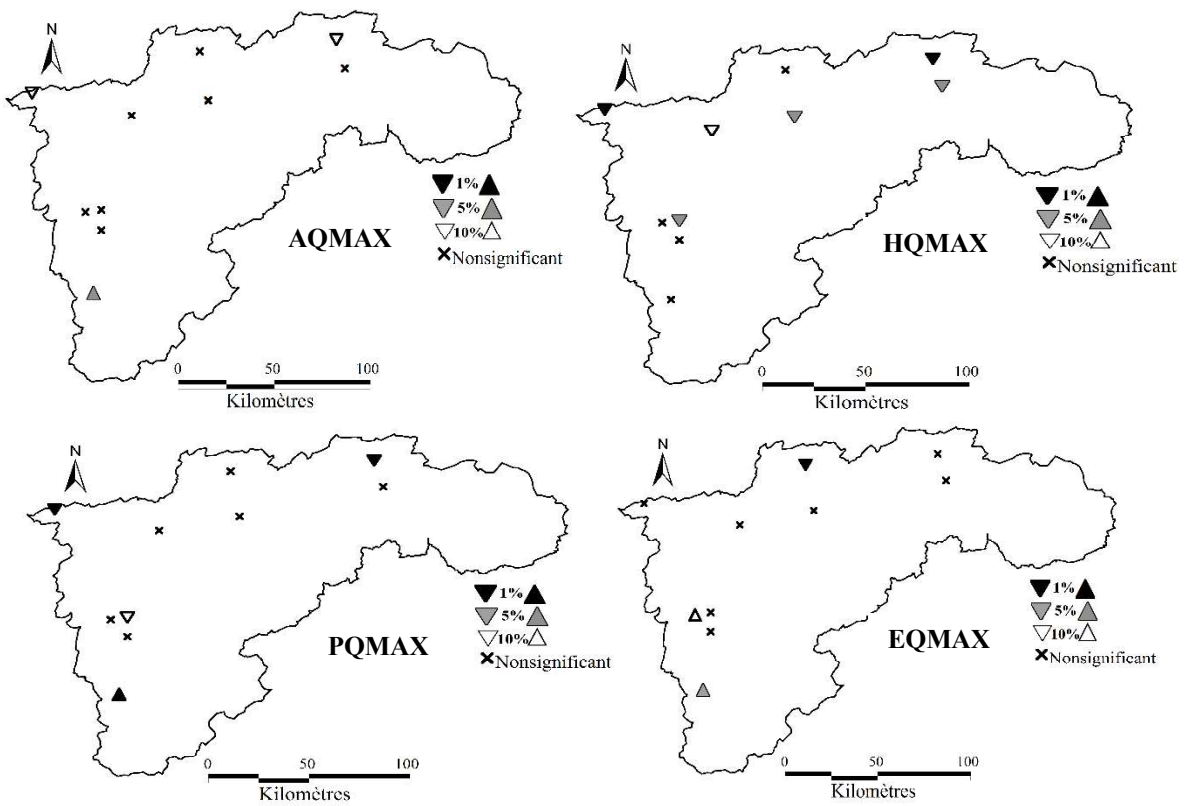 N
1%
5%
10%
Nonsignificant
AQMAX
0 50 100
Kilomètres
N
1%
5%
10%
Nonsignificant
HQMAX
0 50 100
Kilomètres
N
1%
5%
10%
Nonsignificant
PQMAX
0 50 100
Kilomètres
N
1%
5%
10%
Nonsignificant
EQMAX
0 50 100
Kilomètres